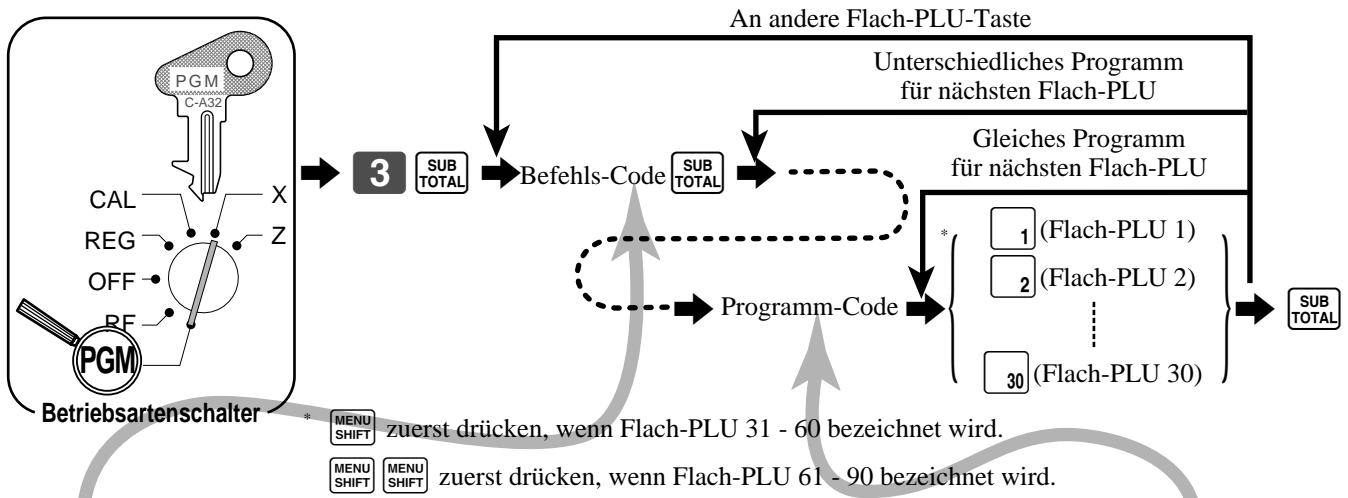 An andere Flach-PLU-Taste
Unterschiedliches Programm
für nächsten Flach-PLU
Gleiches Programm
für nächsten Flach-PLU
PGM
C-A32
3 SUB TOTAL Befehls-Code SUB TOTAL
CAL X
REG Z
OFF
RF
PGM
Betriebsartenschalter
Programm-Code
* 1 (Flach-PLU 1)
2 (Flach-PLU 2)
30 (Flach-PLU 30)
SUB TOTAL
* MENU SHIFT zuerst drücken, wenn Flach-PLU 31 - 60 bezeichnet wird.
MENU SHIFT MENU SHIFT zuerst drücken, wenn Flach-PLU 61 - 90 bezeichnet wird.